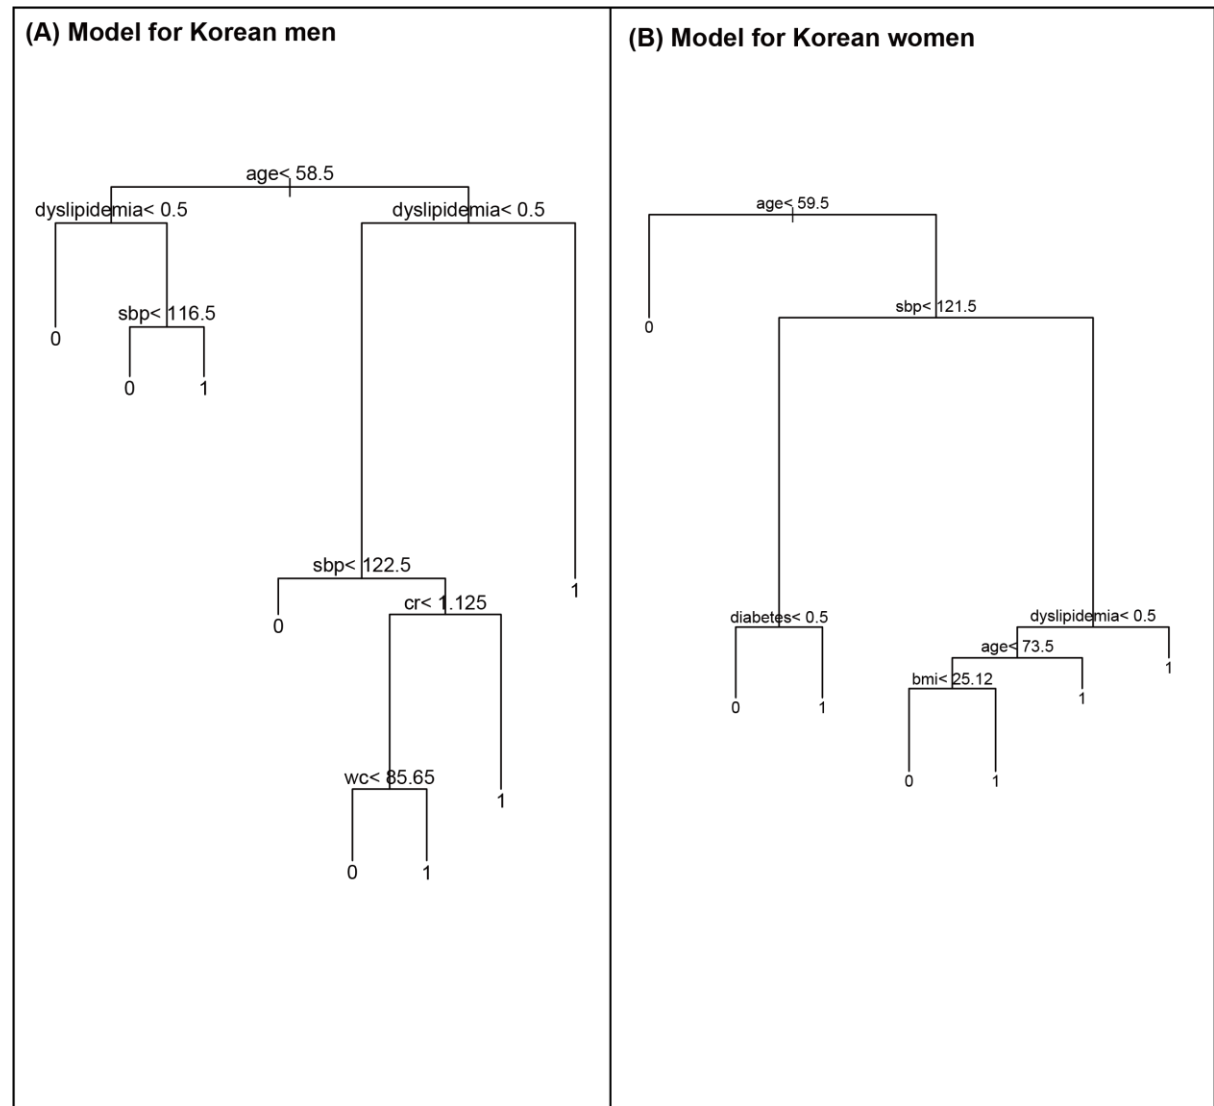 (A) Model for Korean men
age< 58.5
dyslipidemia< 0.5
dyslipidemia< 0.5
sbp< 116.5
0
0
1
sbp< 122.5
1
cr< 1.125
0
wc< 85.65
1
0
1
(B) Model for Korean women
age< 59.5
sbp< 121.5
0
diabetes< 0.5
dyslipidemia< 0.5
age< 73.5
1
bmi< 25.12
0
1
1
0
1